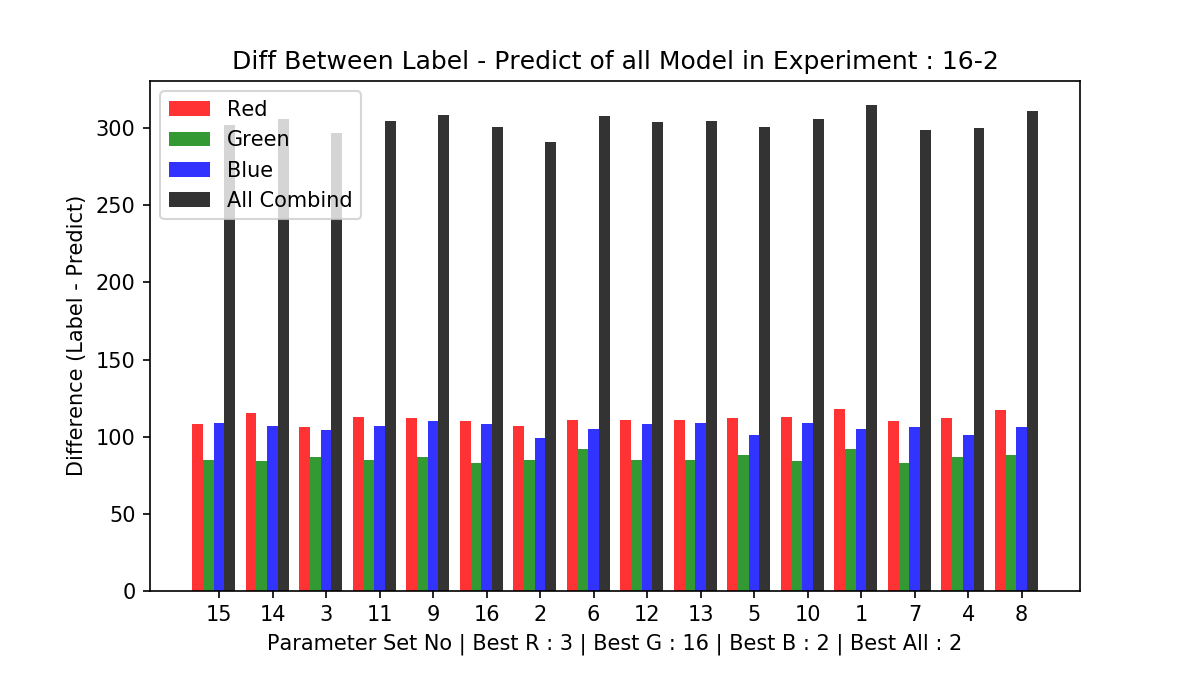 Diff Between Label - Predict of all Model in Experiment : 16-2
Red
Green
Blue
All Combind
Difference (Label - Predict)
300
250
200
150
100
50
0
15 14 3 11 9 16 2 6 12 13 5 10 1 7 4 8
Parameter Set No | Best R : 3 | Best G : 16 | Best B : 2 | Best All : 2